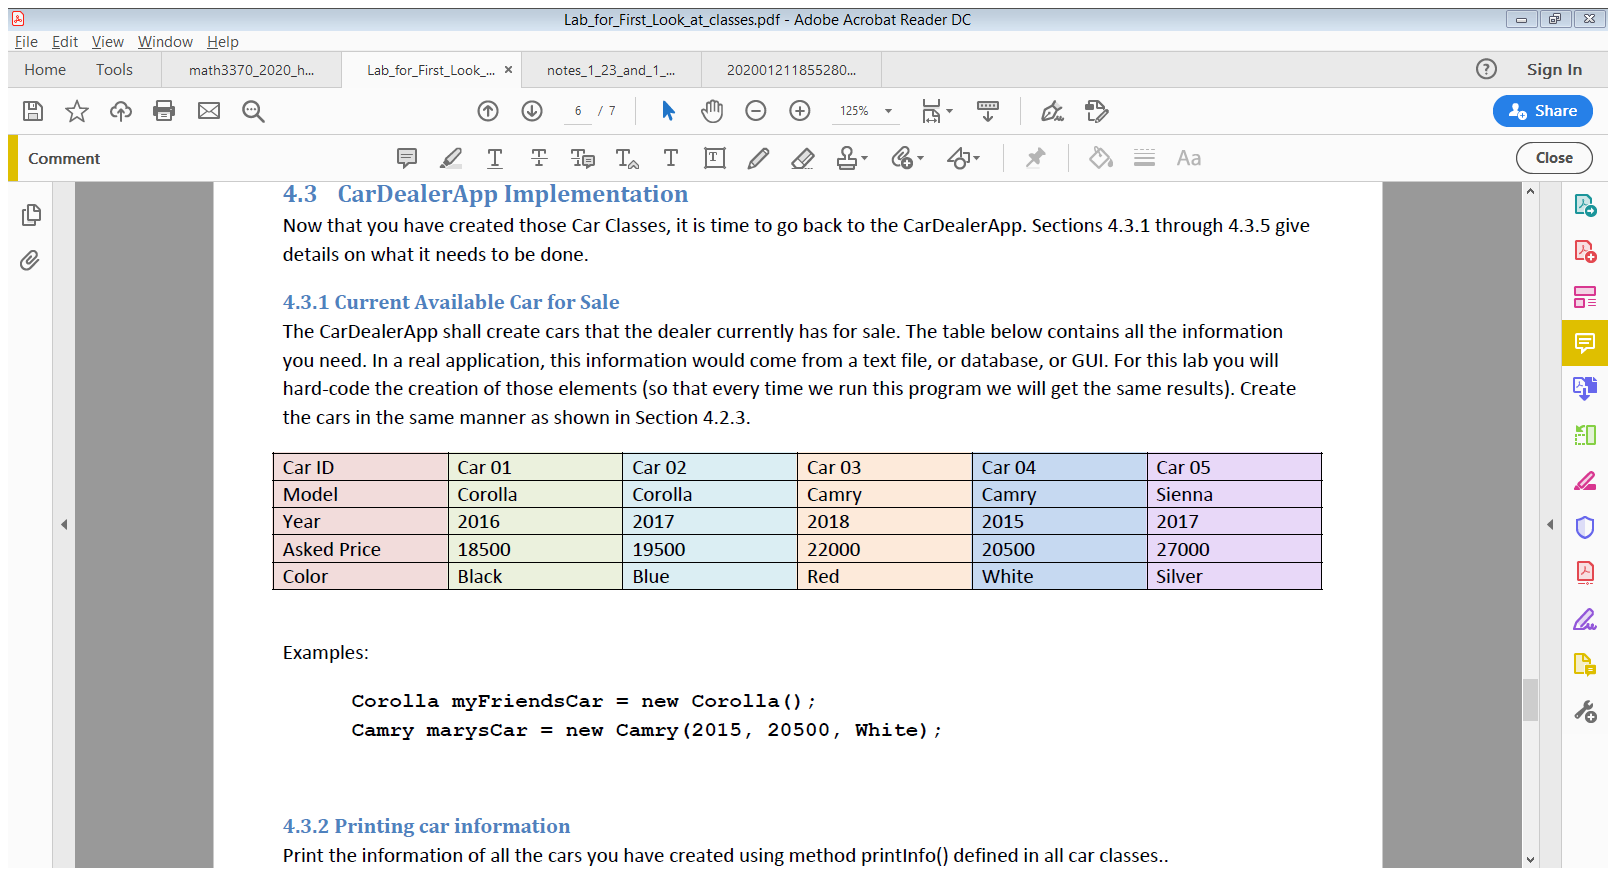 Lab_for_First_Look_at_classes.pdf - Adobe Acrobat Reader DC
File Edit View Window Help
Home Tools math3370_2020_h... Lab_for_First_Look_... × notes_1_23_and_1_... 202001211855280... ? Sign In
6 / 7 125% Share
Comment Aa Close
4.3 CarDealerApp Implementation
Now that you have created those Car Classes, it is time to go back to the CarDealerApp. Sections 4.3.1 through 4.3.5 give
details on what it needs to be done.
4.3.1 Current Available Car for Sale
The CarDealerApp shall create cars that the dealer currently has for sale. The table below contains all the information
you need. In a real application, this information would come from a text file, or database, or GUI. For this lab you will
hard-code the creation of those elements (so that every time we run this program we will get the same results). Create
the cars in the same manner as shown in Section 4.2.3.
Car ID Car 01 Car 02 Car 03 Car 04 Car 05
Model Corolla Corolla Camry Camry Sienna
Year 2016 2017 2018 2015 2017
Asked Price 18500 19500 22000 20500 27000
Color Black Blue Red White Silver
Examples:
Corolla myFriendsCar = new Corolla();
Camry marysCar = new Camry(2015, 20500, White);
4.3.2 Printing car information
Print the information of all the cars you have created using method printInfo() defined in all car classes..